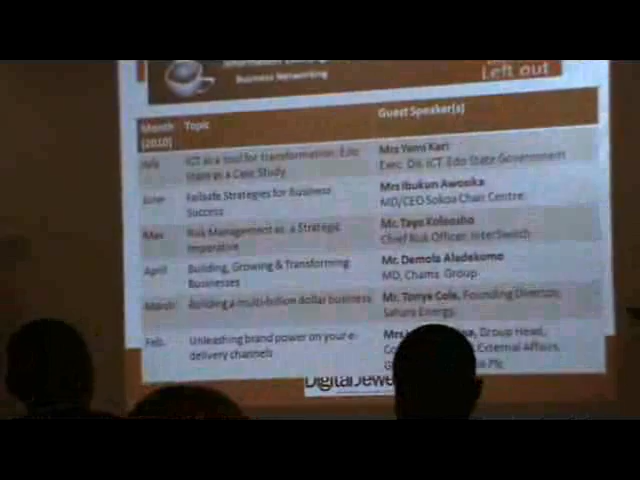 Left out
Business Networking
Month
(2010)
Topic
Guest Speaker(s)
July
ICT as a tool for transformation: Edo
State as a Case Study
Mrs Yemi Keri
Exec. Dir. ICT, Edo State Government
June
Failsafe Strategies for Business
Success
Mrs Ibukun Awosika
MD/CEO Sokoa Chair Centre
May
Risk Management as a Strategic
Imperative
Mr. Tayo Koleosho
Chief Risk Officer, InterSwitch
April
Building, Growing & Transforming
Businesses
Mr. Demola Aladekomo
MD, Chams Group
March
Building a multi-billion dollar business
Mr. Tonye Cole, Founding Director,
Sahara Energy.
Feb.
Unleashing brand power on your e-
delivery channels
Group Head,
External Affairs,
Plc.